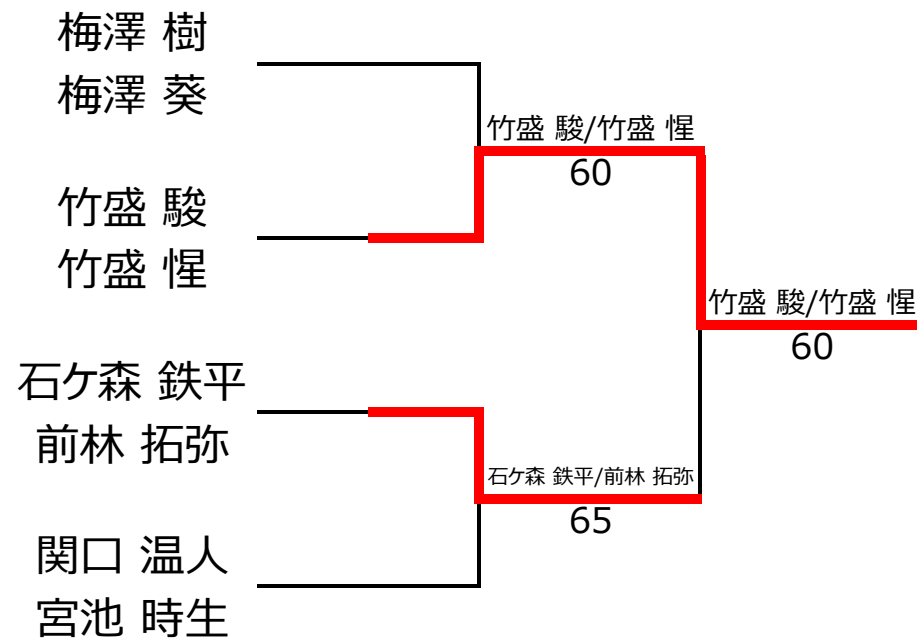 梅澤 樹
梅澤 葵
竹盛 駿/竹盛 惺
60
竹盛 駿
竹盛 惺
竹盛 駿/竹盛 惺
60
石ケ森 鉄平
前林 拓弥
石ケ森 鉄平/前林 拓弥
65
関口 温人
宮池 時生